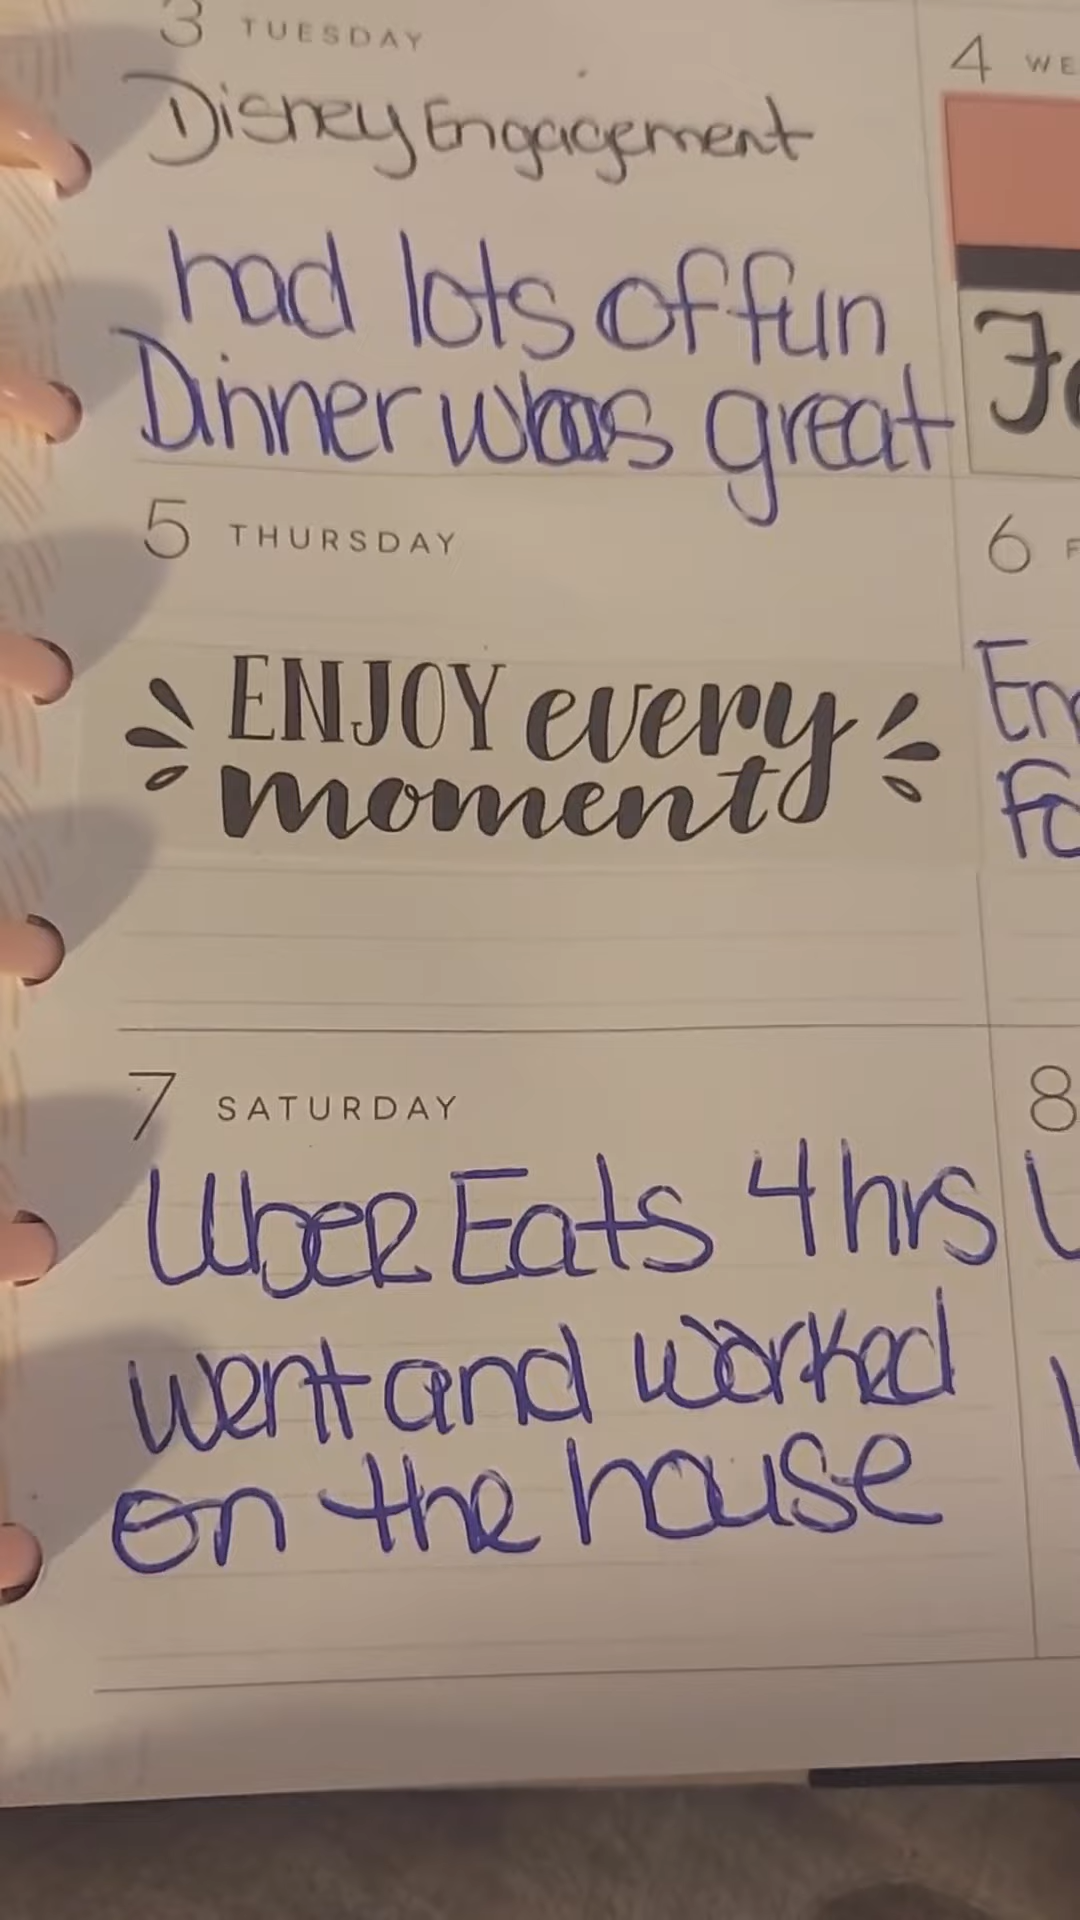 3 TUESDAY
Disney Engagement
had lots of fun
Dinner was great
4
5 THURSDAY
ENJOY every
moment
6
7 SATURDAY
Uber Eats 4 hrs
went and worked
on the house
8